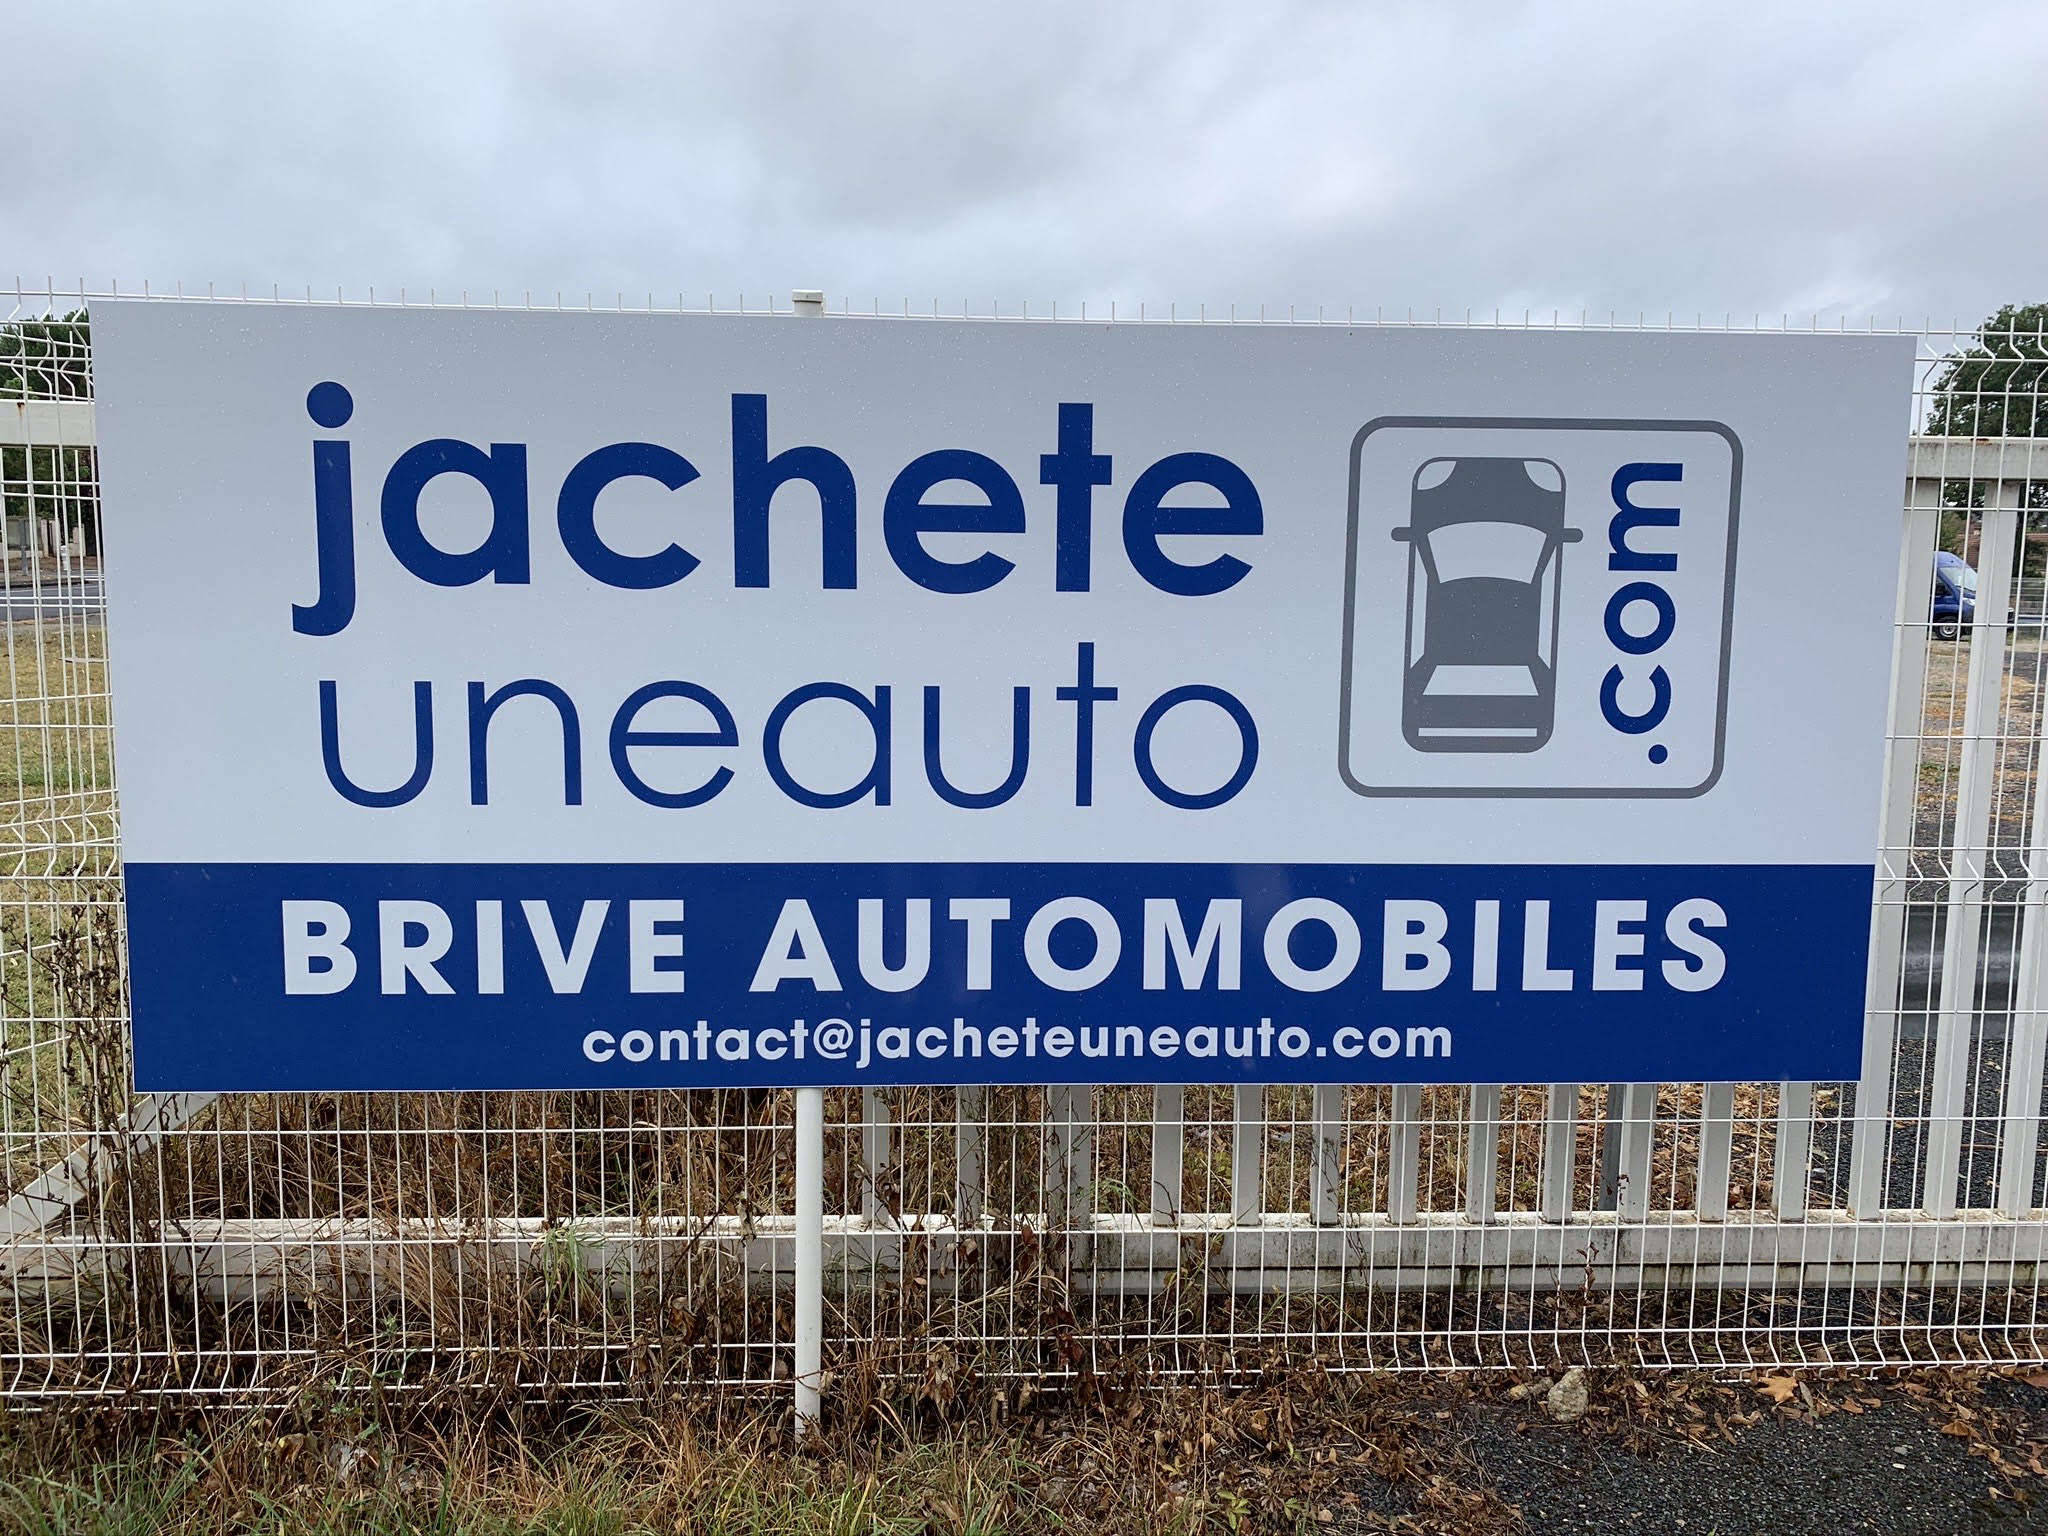 jachete
uneauto
.com
BRIVE AUTOMOBILES
contact@jacheteuneauto.com